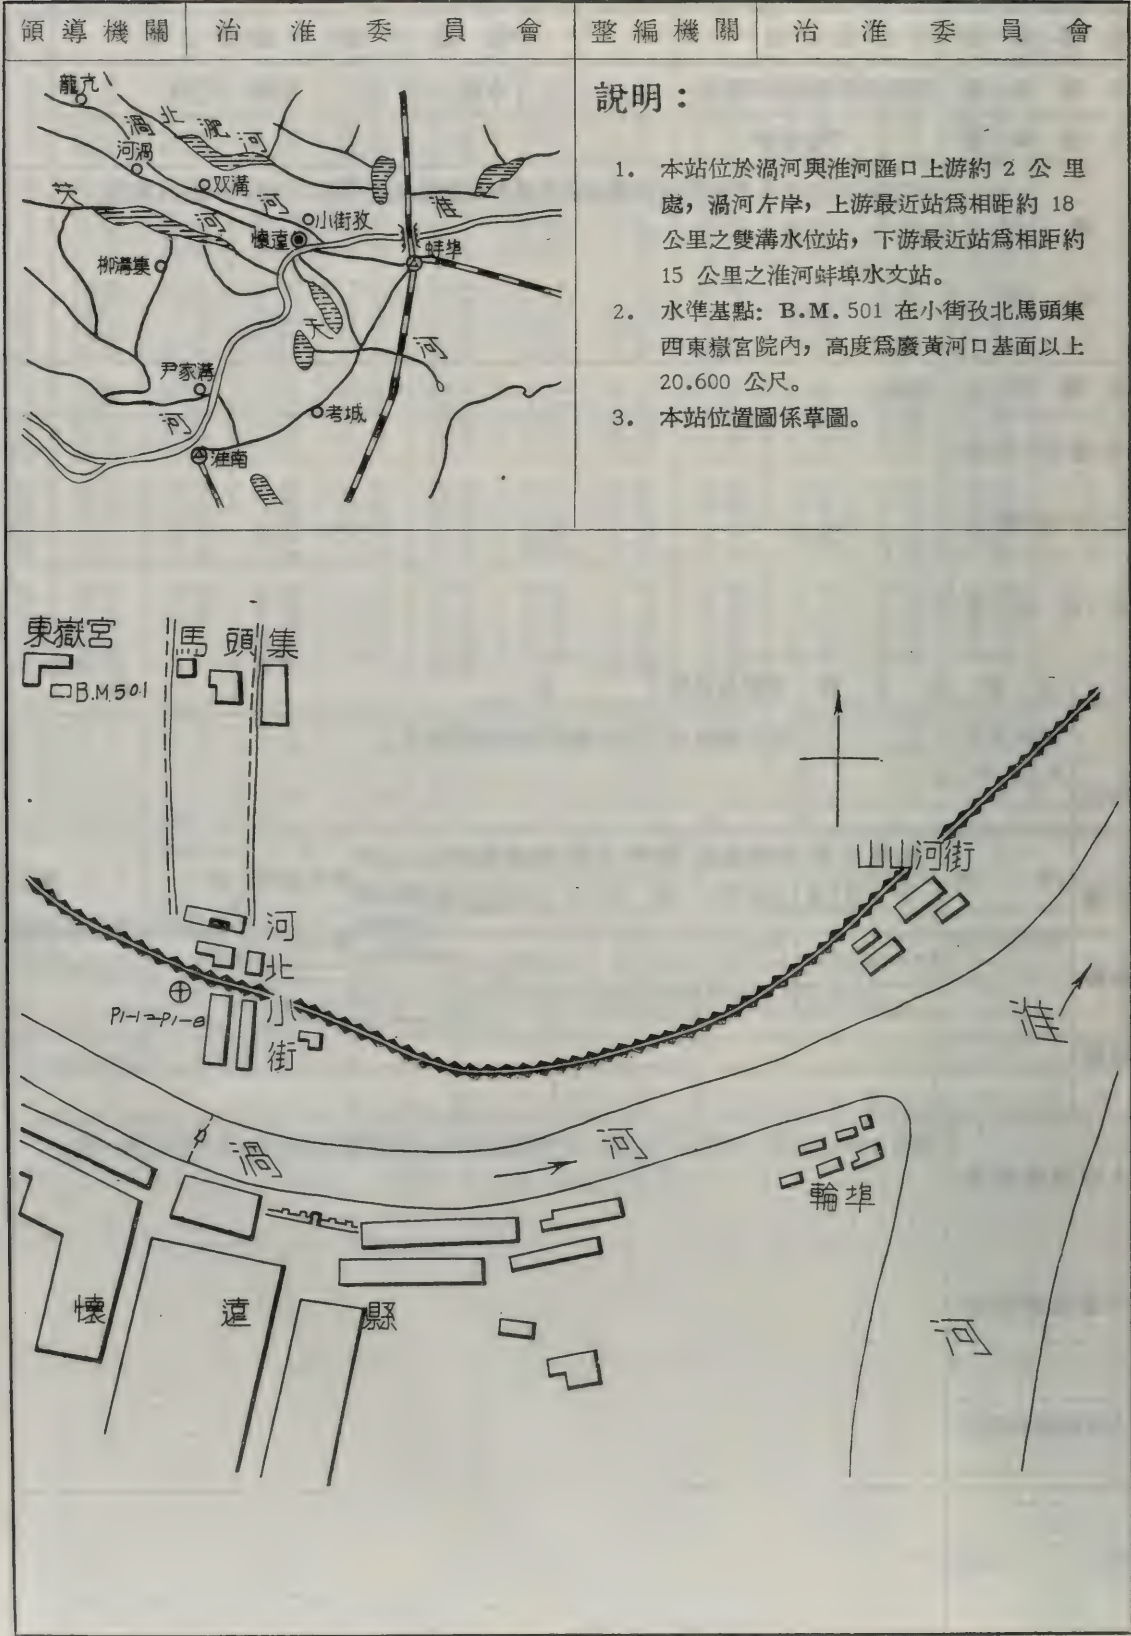 領導機關 治淮委員會 整編機關 治淮委員會
龍亢
北淝河
渦河
河渦
双溝
茨河
小街孜
懷遠
淮河
蚌埠
柳溝集
天河
尹家溝
考城
淮南
說明：
1. 本站位於渦河與淮河匯口上游約 2 公里
處，渦河左岸，上游最近站爲相距約 18
公里之雙溝水位站，下游最近站爲相距約
15 公里之淮河蚌埠水文站。
2. 水準基點：B.M. 501 在小街孜北馬頭集
西東嶽宮院內，高度爲廢黃河口基面以上
20.600 公尺。
3. 本站位置圖係草圖。
東嶽宮
B.M.501
馬頭集
山山河街
河北小街
P1-1~P1-8
淮河
渦河
輪埠
懷遠縣